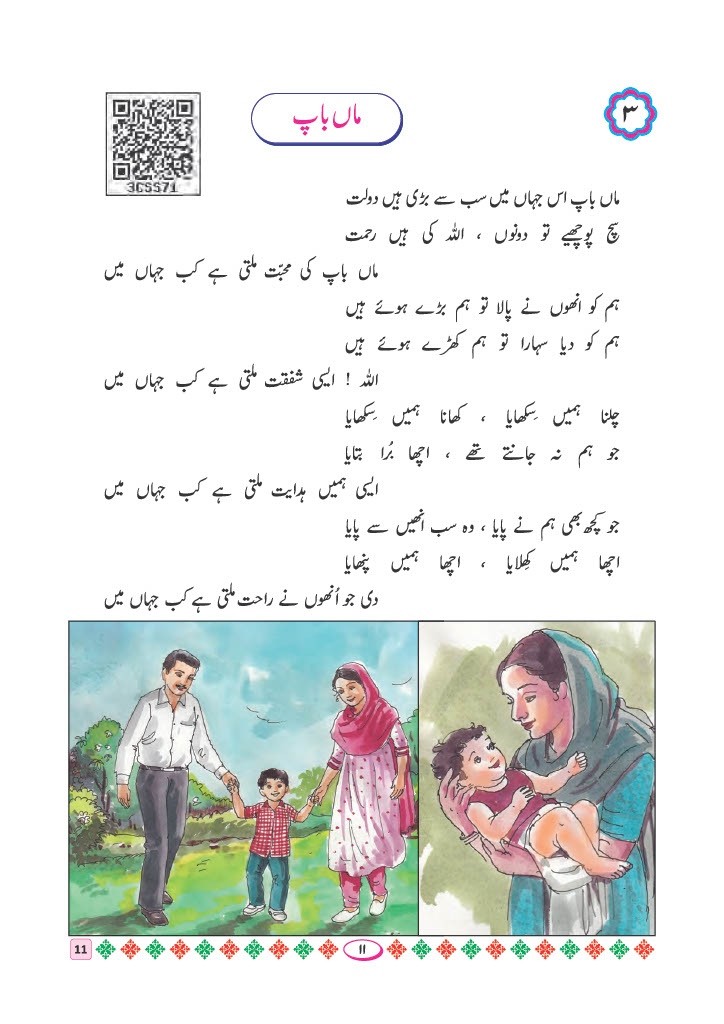 ۳
ماں باپ
3CSS71
ماں باپ اس جہاں میں سب سے بڑی ہیں دولت
سچ پوچھیے تو دونوں ، اللہ کی ہیں رحمت
ماں باپ کی محبّت ملتی ہے کب جہاں میں
ہم کو انھوں نے پالا تو ہم بڑے ہوئے ہیں
ہم کو دیا سہارا تو ہم کھڑے ہوئے ہیں
اللہ ! ایسی شفقت ملتی ہے کب جہاں میں
چلنا ہمیں سِکھایا ، کھانا ہمیں سِکھایا
جو ہم نہ جانتے تھے ، اچھا بُرا بتایا
ایسی ہمیں ہدایت ملتی ہے کب جہاں میں
جو کچھ بھی ہم نے پایا ، وہ سب انھیں سے پایا
اچھا ہمیں کِھلایا ، اچھا ہمیں پنھایا
دی جو اُنھوں نے راحت ملتی ہے کب جہاں میں
11
۱۱